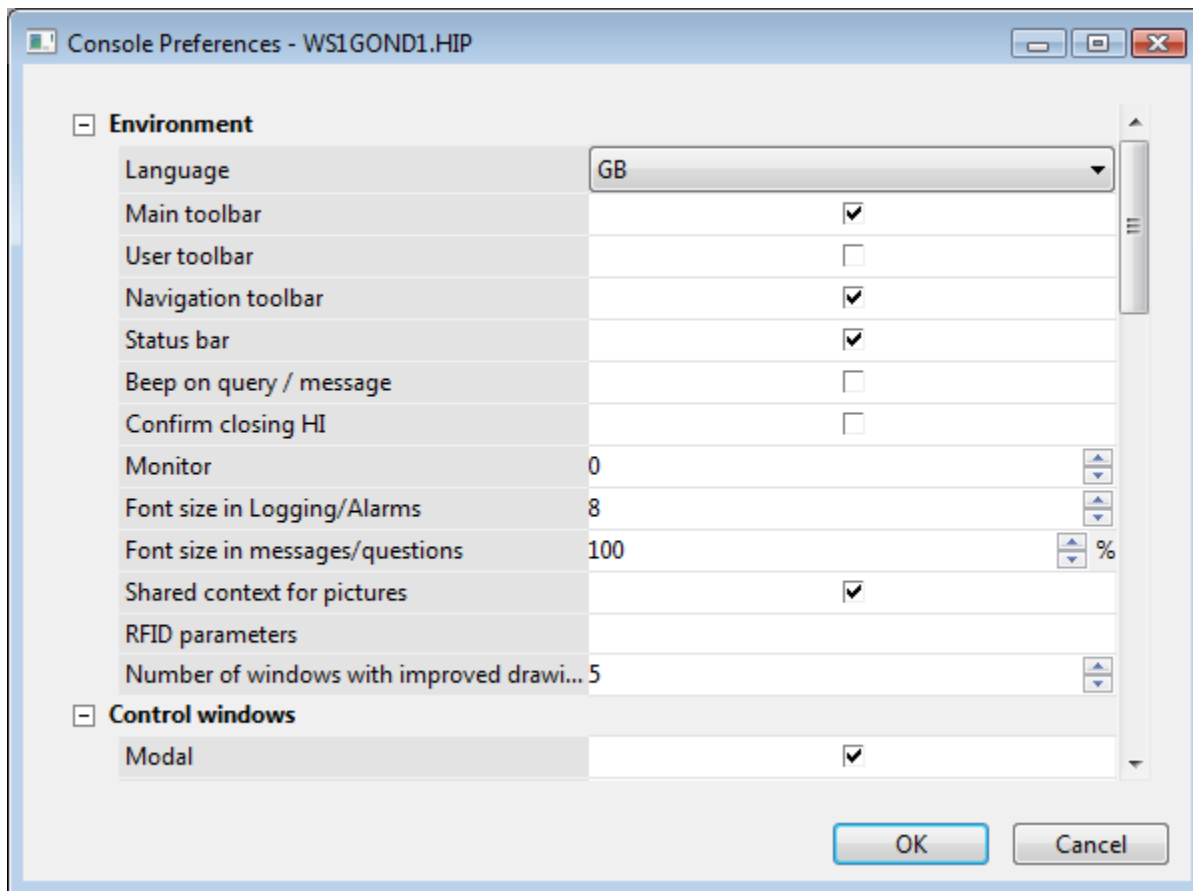 Console Preferences - WS1GOND1.HIP
Environment
Language GB
Main toolbar
User toolbar
Navigation toolbar
Status bar
Beep on query / message
Confirm closing HI
Monitor 0
Font size in Logging/Alarms 8
Font size in messages/questions 100 %
Shared context for pictures
RFID parameters
Number of windows with improved drawi... 5
Control windows
Modal
OK Cancel